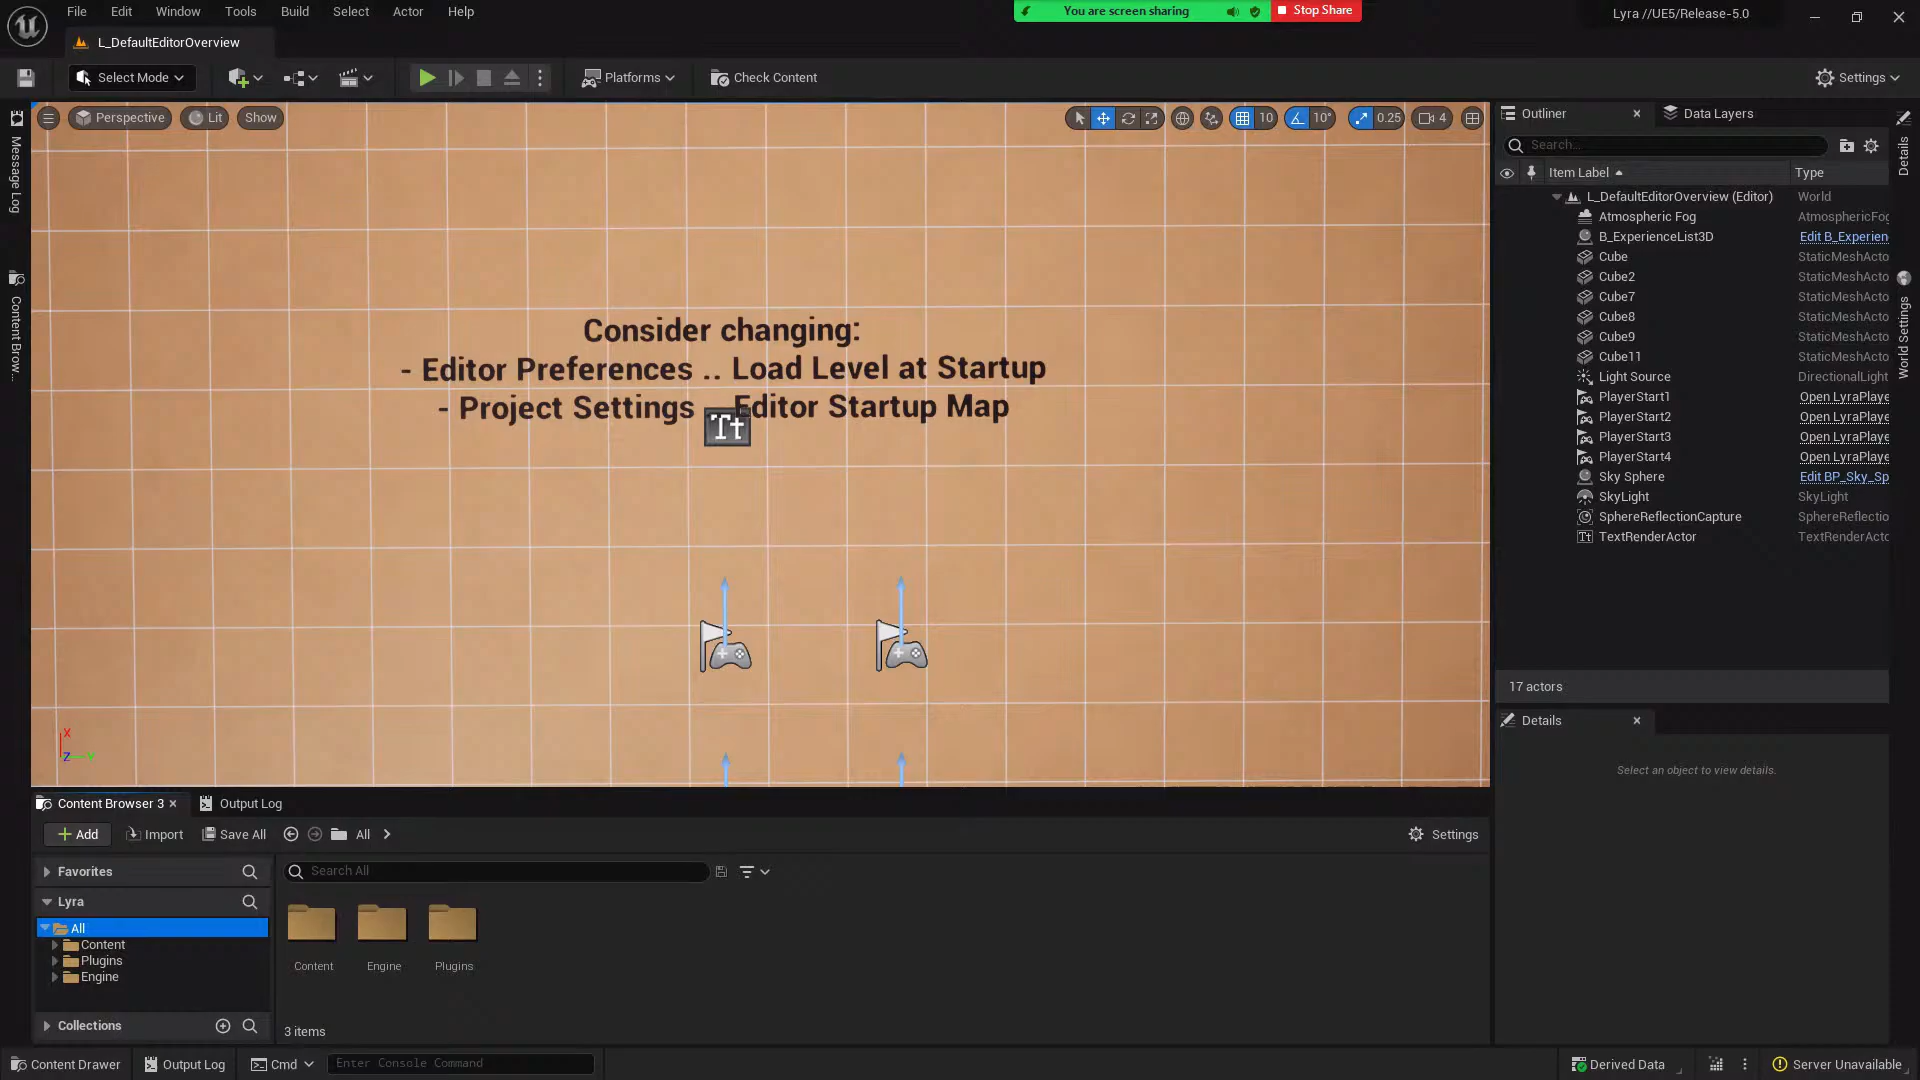 File Edit Window Tools Build Select Actor Help
You are screen sharing
Stop Share
Lyra //UE5/Release-5.0
L_DefaultEditorOverview
Select Mode
Platforms
Check Content
Settings
Perspective
Lit
Show
10
10°
0.25
4
Consider changing:
- Editor Preferences .. Load Level at Startup
- Project Settings
Editor Startup Map
Tt
X
Z
Y
Message Log
Content Brow...
Outliner
Data Layers
Search...
Item Label
Type
L_DefaultEditorOverview (Editor) World
Atmospheric Fog AtmosphericFog
B_ExperienceList3D Edit B_Experien
Cube StaticMeshActo
Cube2 StaticMeshActo
Cube7 StaticMeshActo
Cube8 StaticMeshActo
Cube9 StaticMeshActo
Cube11 StaticMeshActo
Light Source DirectionalLight
PlayerStart1 Open LyraPlaye
PlayerStart2 Open LyraPlaye
PlayerStart3 Open LyraPlaye
PlayerStart4 Open LyraPlaye
Sky Sphere Edit BP_Sky_Sp
SkyLight SkyLight
SphereReflectionCapture SphereReflectio
Tt TextRenderActor TextRenderActo
17 actors
Details
Select an object to view details.
Details
World Settings
Content Browser 3
Output Log
Add
Import
Save All
All
Settings
Favorites
Lyra
All
Content
Plugins
Engine
Collections
Search All
Content
Engine
Plugins
3 items
Content Drawer
Output Log
Cmd
Enter Console Command
Derived Data
Server Unavailable